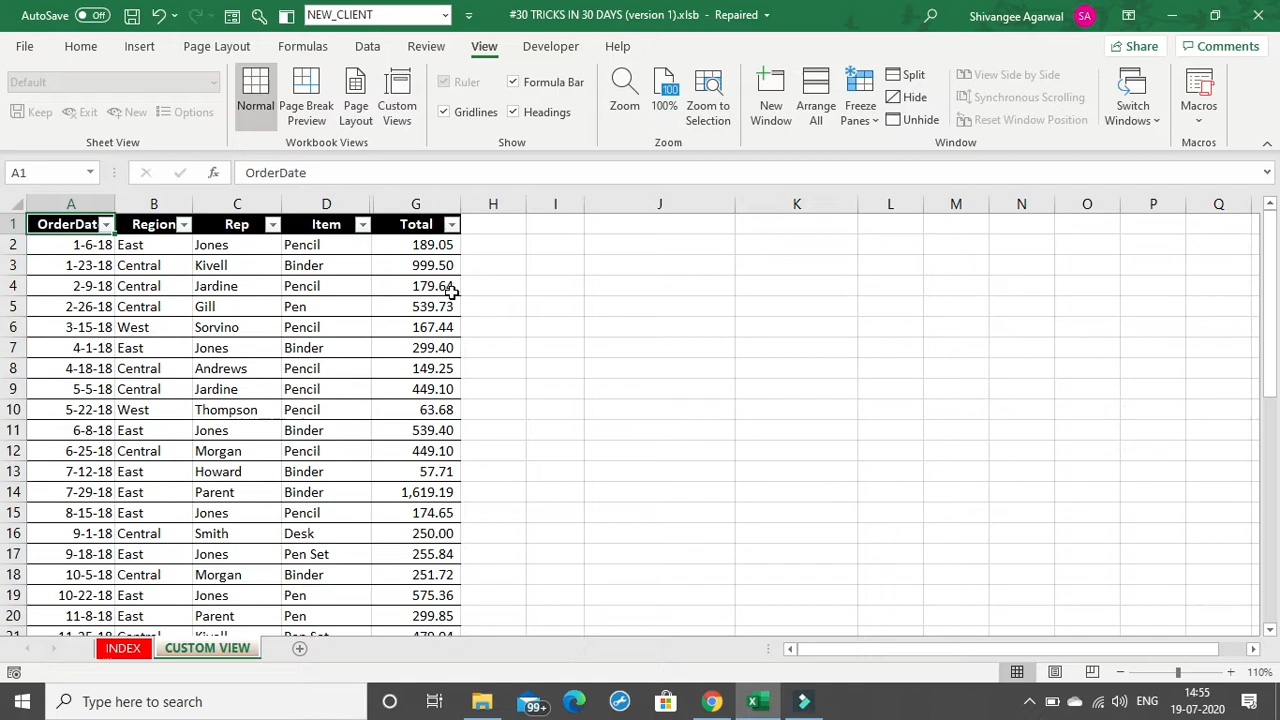 AutoSave Off NEW_CLIENT #30 TRICKS IN 30 DAYS (version 1).xlsb - Repaired Shivangee Agarwal SA
File Home Insert Page Layout Formulas Data Review View Developer Help Share Comments
Default Ruler Formula Bar Split View Side by Side
Keep Exit New Options Gridlines Headings Hide Synchronous Scrolling
Normal Page Break Preview Page Layout Custom Views Zoom 100% Zoom to Selection New Window Arrange All Freeze Panes Unhide Reset Window Position Switch Windows Macros
Sheet View Workbook Views Show Zoom Window Macros
A1 fx OrderDate
A B C D G H I J K L M N O P Q
1 OrderDat Region Rep Item Total
2 1-6-18 East Jones Pencil 189.05
3 1-23-18 Central Kivell Binder 999.50
4 2-9-18 Central Jardine Pencil 179.64
5 2-26-18 Central Gill Pen 539.73
6 3-15-18 West Sorvino Pencil 167.44
7 4-1-18 East Jones Binder 299.40
8 4-18-18 Central Andrews Pencil 149.25
9 5-5-18 Central Jardine Pencil 449.10
10 5-22-18 West Thompson Pencil 63.68
11 6-8-18 East Jones Binder 539.40
12 6-25-18 Central Morgan Pencil 449.10
13 7-12-18 East Howard Binder 57.71
14 7-29-18 East Parent Binder 1,619.19
15 8-15-18 East Jones Pencil 174.65
16 9-1-18 Central Smith Desk 250.00
17 9-18-18 East Jones Pen Set 255.84
18 10-5-18 Central Morgan Binder 251.72
19 10-22-18 East Jones Pen 575.36
20 11-8-18 East Parent Pen 299.85
21 11-25-18 Central Kivell Pen Set 479.04
INDEX CUSTOM VIEW
110%
Type here to search 99+ ENG 14:55
19-07-2020